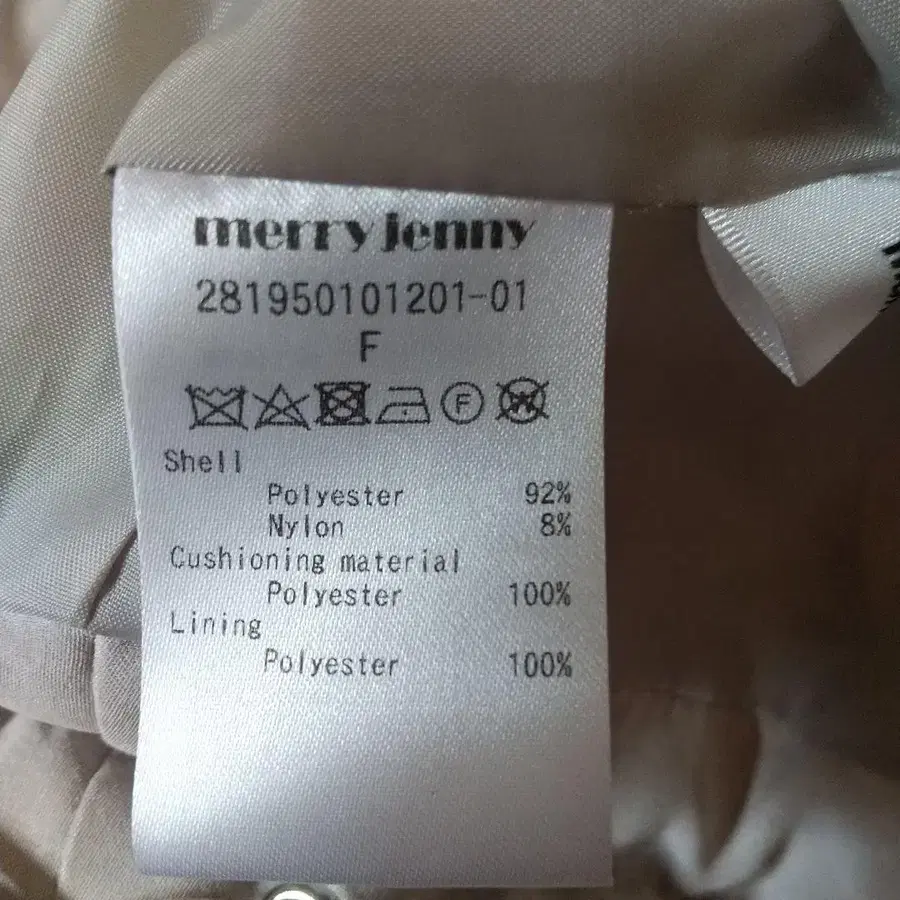 merry jenny
281950101201-01
F
F W
Shell
Polyester 92%
Nylon 8%
Cushioning material
Polyester 100%
Lining
Polyester 100%